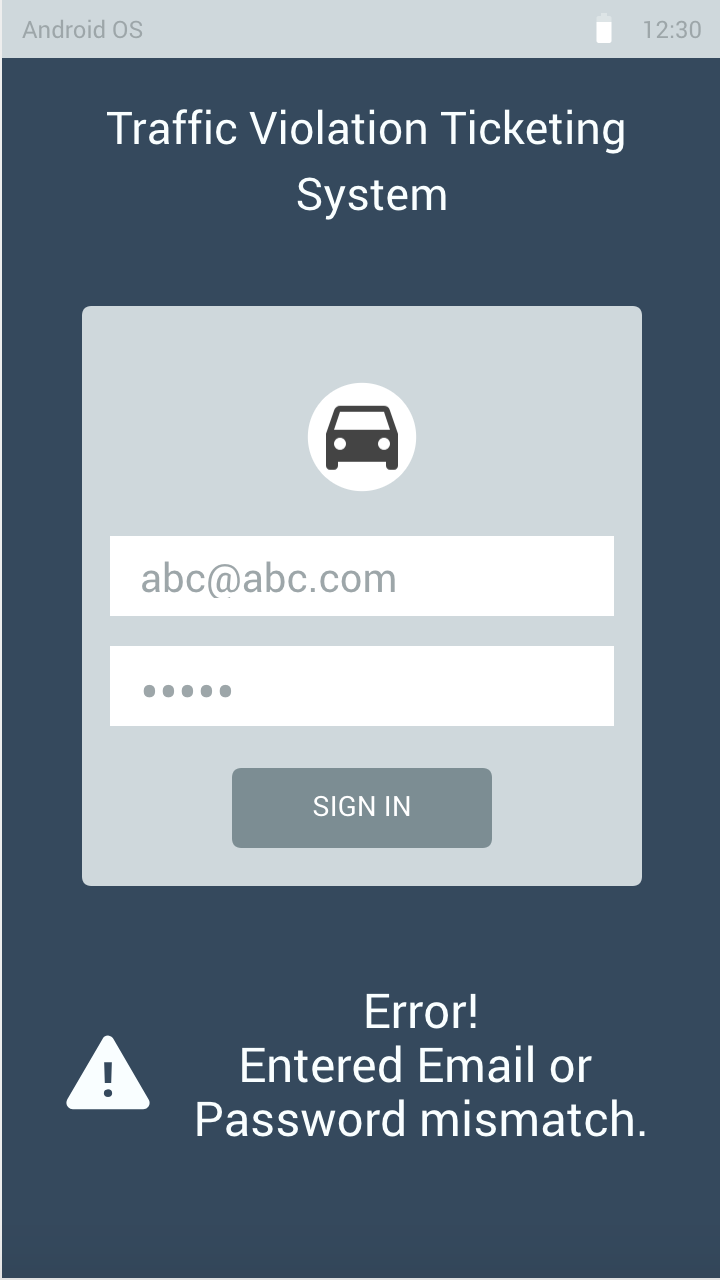 Android OS 12:30
Traffic Violation Ticketing
System
abc@abc.com
•••••
SIGN IN
Error!
Entered Email or
Password mismatch.